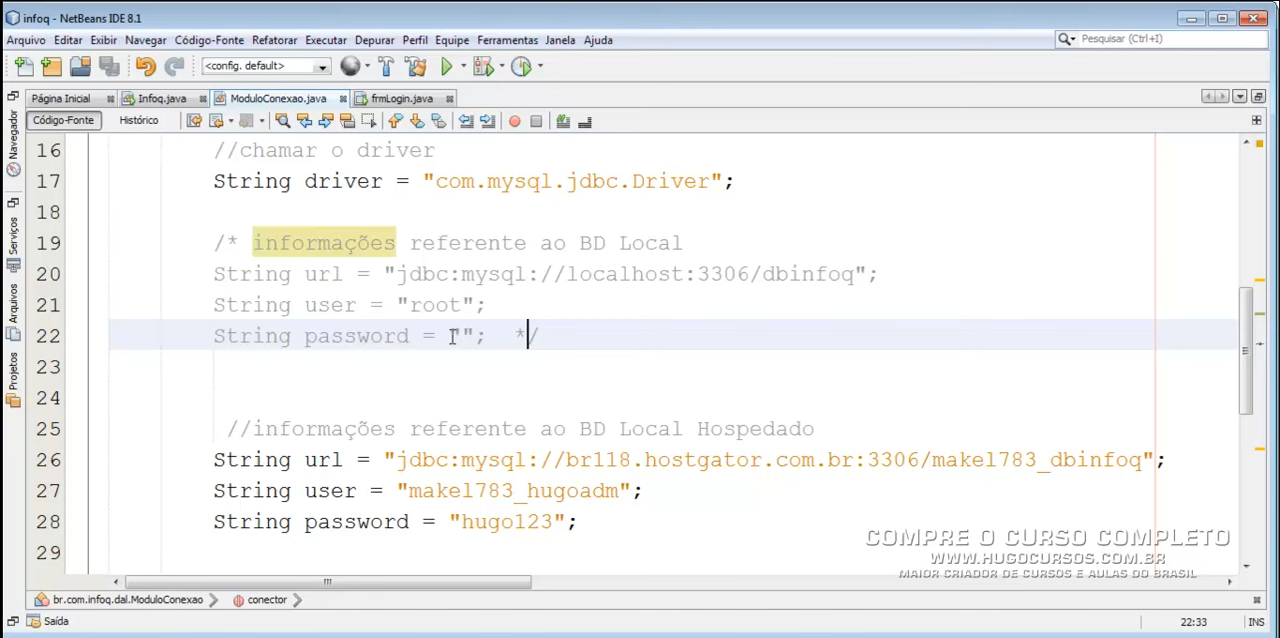 infoq - NetBeans IDE 8.1
Arquivo Editar Exibir Navegar Código-Fonte Refatorar Executar Depurar Perfil Equipe Ferramentas Janela Ajuda
Pesquisar (Ctrl+I)
<config. default>
Página Inicial Infoq.java ModuloConexao.java frmLogin.java
Código-Fonte Histórico
Navegador
Serviços
Arquivos
Projetos
16 //chamar o driver
17 String driver = "com.mysql.jdbc.Driver";
18
19 /* informações referente ao BD Local
20 String url = "jdbc:mysql://localhost:3306/dbinfoq";
21 String user = "root";
22 String password = ""; */
23
24
25 //informações referente ao BD Local Hospedado
26 String url = "jdbc:mysql://br118.hostgator.com.br:3306/makel783_dbinfoq";
27 String user = "makel783_hugoadm";
28 String password = "hugo123";
29
COMPRE O CURSO COMPLETO
WWW.HUGOCURSOS.COM.BR
MAIOR CRIADOR DE CURSOS E AULAS DO BRASIL
br.com.infoq.dal.ModuloConexao conector
Saída
22:33 INS